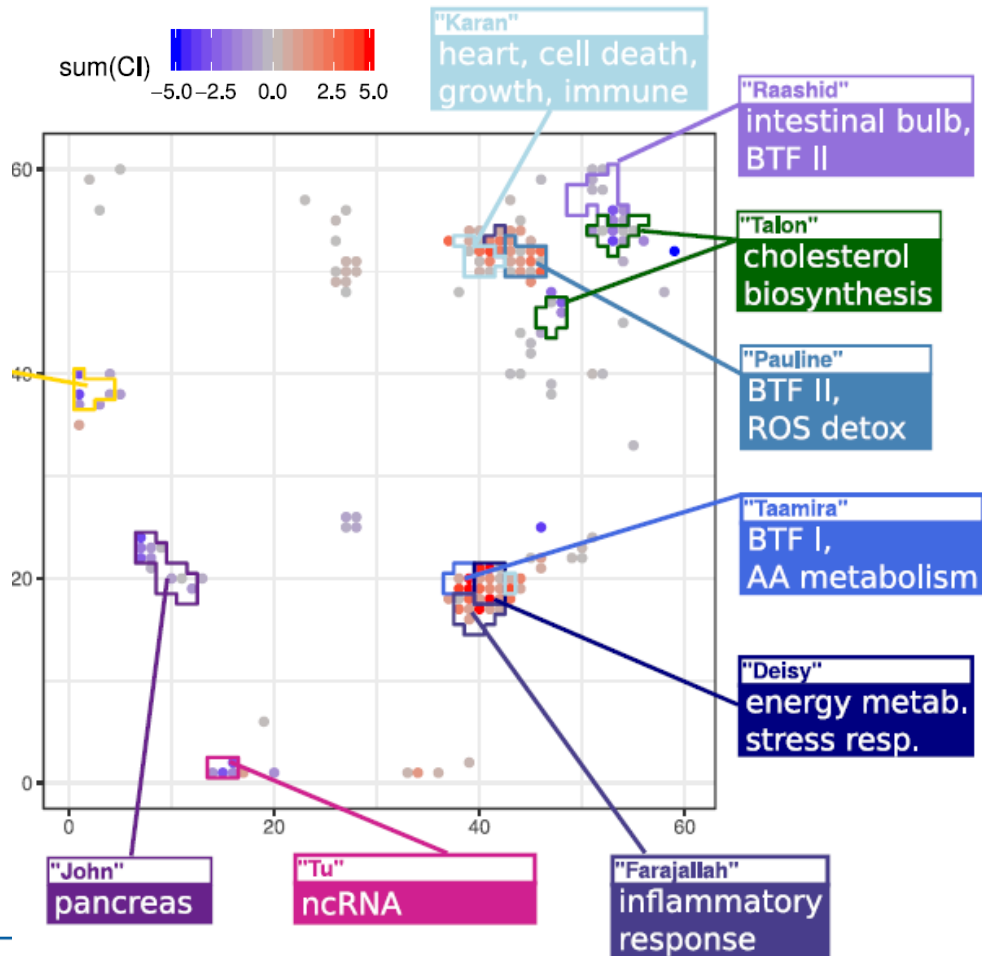 "Karan"
heart, cell death,
growth, immune
sum(CI)
−5.0 −2.5 0.0 2.5 5.0
"Raashid"
intestinal bulb,
BTF II
"Talon"
cholesterol
biosynthesis
"Pauline"
BTF II,
ROS detox
"Taamira"
BTF I,
AA metabolism
"Deisy"
energy metab.
stress resp.
60
40
20
0
0 20 40 60
"John"
pancreas
"Tu"
ncRNA
"Farajallah"
inflammatory
response